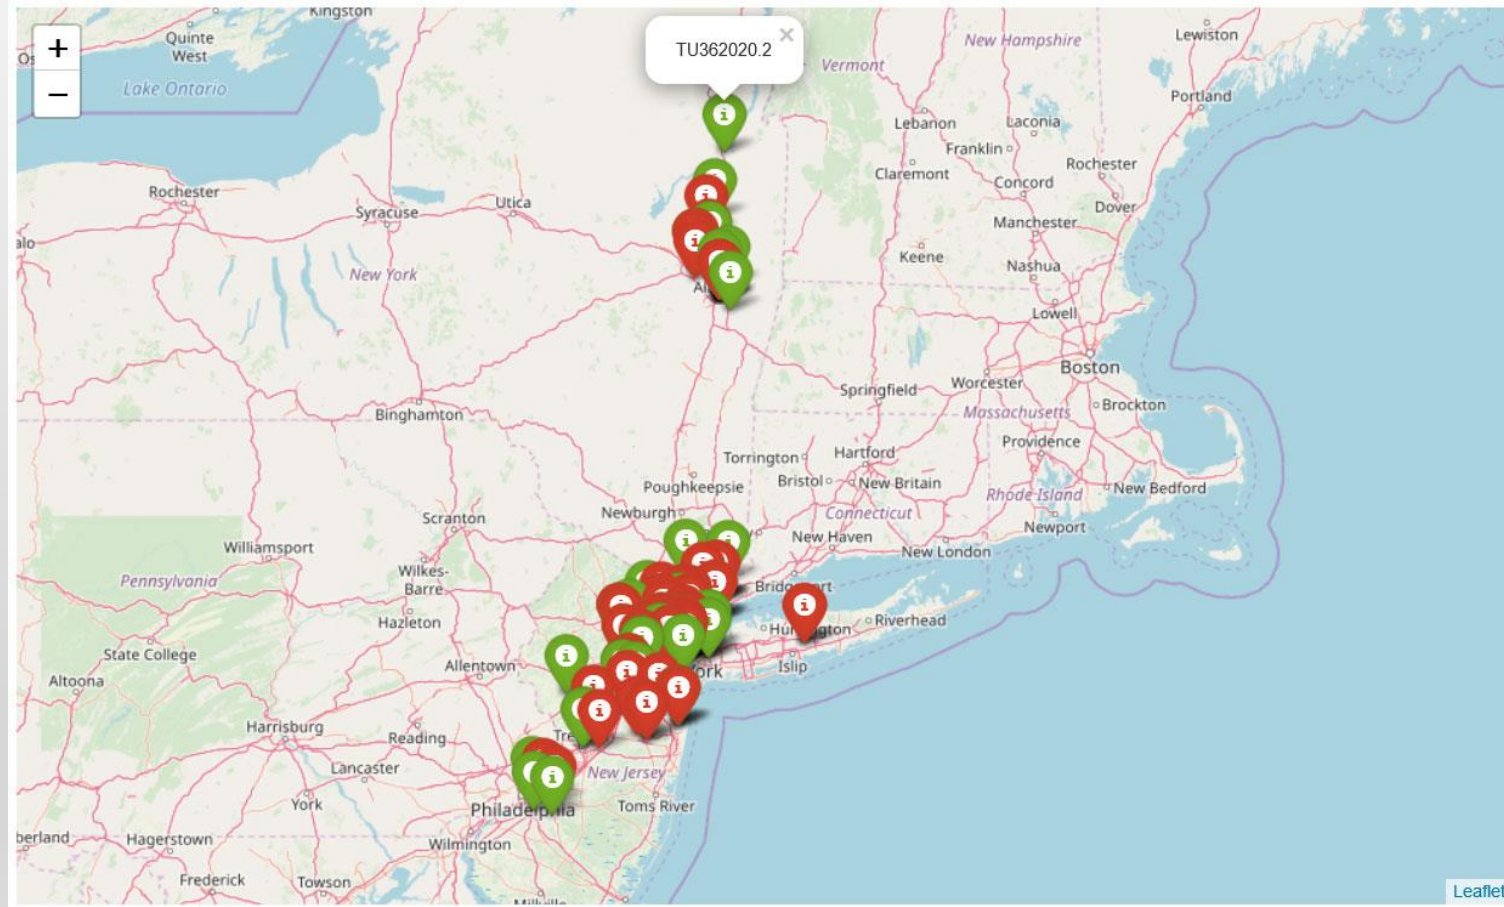 Kingston
+
−
Quinte
West
Lake Ontario
TU362020.2
×
Vermont
New Hampshire
Lewiston
Portland
Lebanon
Laconia
Franklin
Rochester
Claremont
Concord
Dover
Manchester
Rochester
Syracuse
Utica
Keene
Nashua
New York
Lowell
Boston
Springfield
Worcester
Brockton
Binghamton
Massachusetts
Providence
Torrington
Hartford
Bristol
New Britain
Poughkeepsie
Rhode Island
New Bedford
Newburgh
Connecticut
Newport
Scranton
New Haven
New London
Williamsport
Wilkes-
Barre
Pennsylvania
Hazleton
Riverhead
State College
Allentown
Islip
Altoona
York
Harrisburg
Reading
Lancaster
New Jersey
York
Philadelphia
Toms River
Hagerstown
Wilmington
Frederick
Towson
Leaflet